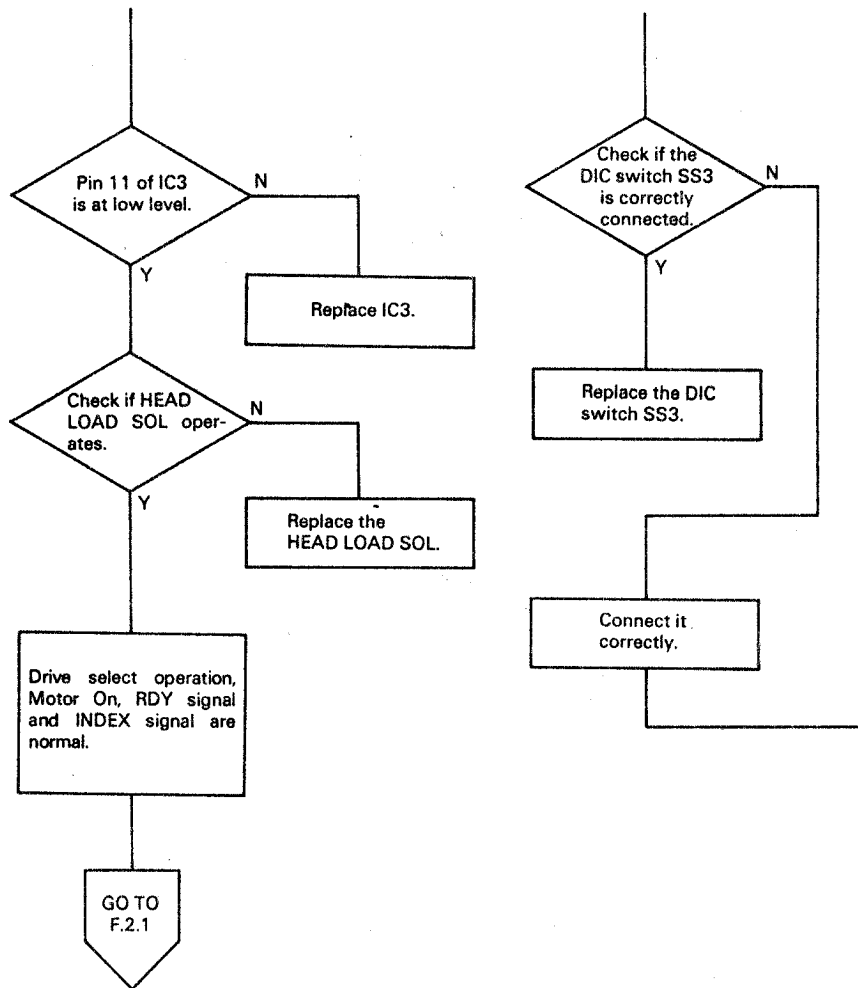 Pin 11 of IC3
is at low level.
N
Y
Replace IC3.
Check if HEAD
LOAD SOL oper-
ates.
N
Y
Replace the
HEAD LOAD SOL.
Drive select operation,
Motor On, RDY signal
and INDEX signal are
normal.
GO TO
F.2.1
Check if the
DIC switch SS3
is correctly
connected.
N
Y
Replace the DIC
switch SS3.
Connect it
correctly.